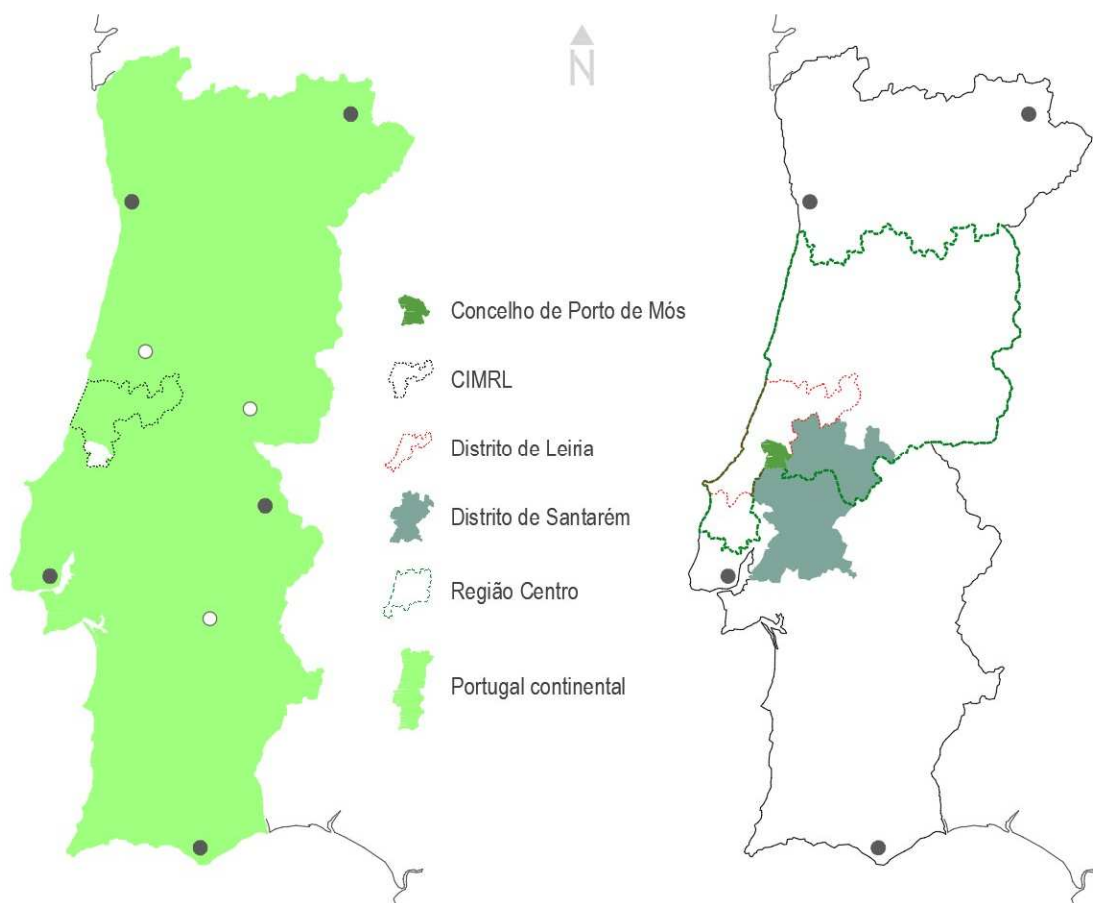 N
Concelho de Porto de Mós
CIMRL
Distrito de Leiria
Distrito de Santarém
Região Centro
Portugal continental